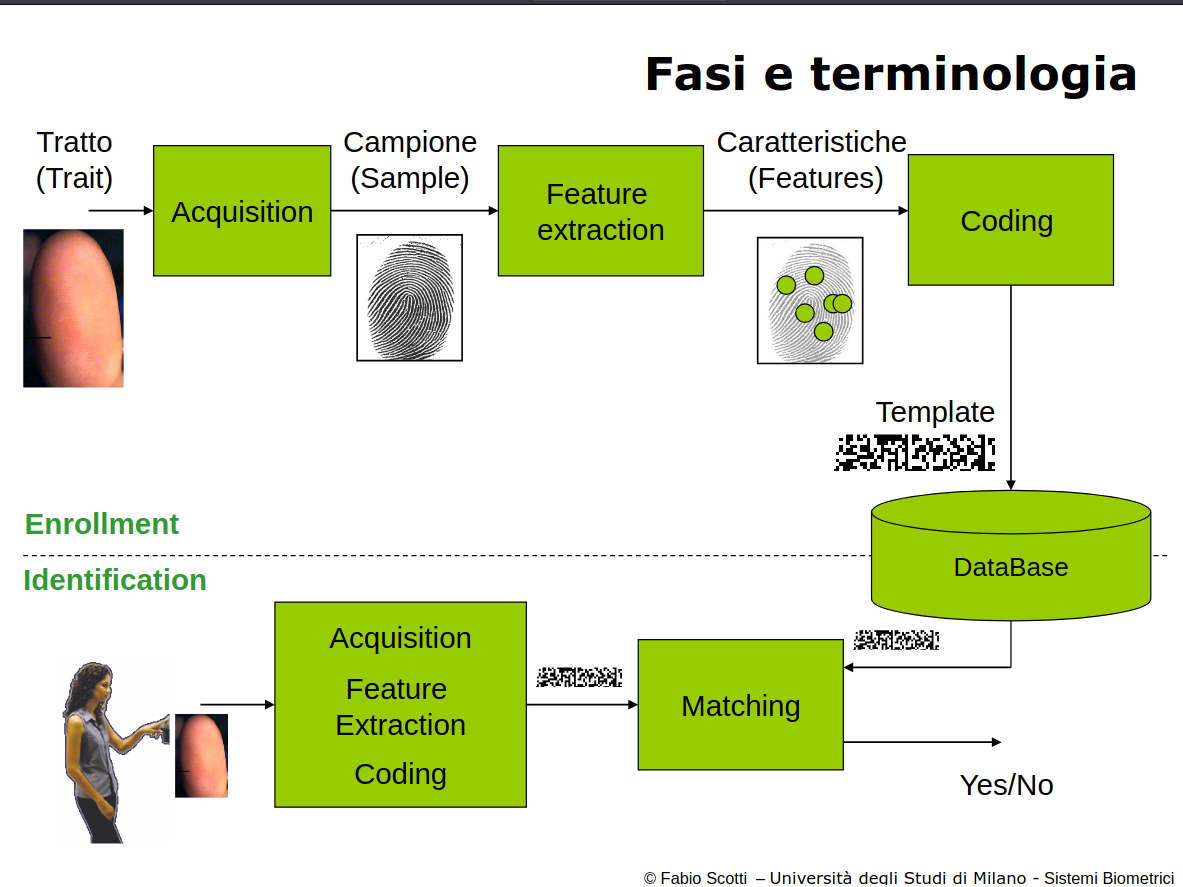 Fasi e terminologia
Tratto
(Trait)
Acquisition
Campione
(Sample)
Feature
extraction
Caratteristiche
(Features)
Coding
Template
DataBase
Enrollment
Identification
Acquisition
Feature
Extraction
Coding
Matching
Yes/No
© Fabio Scotti – Università degli Studi di Milano - Sistemi Biometrici